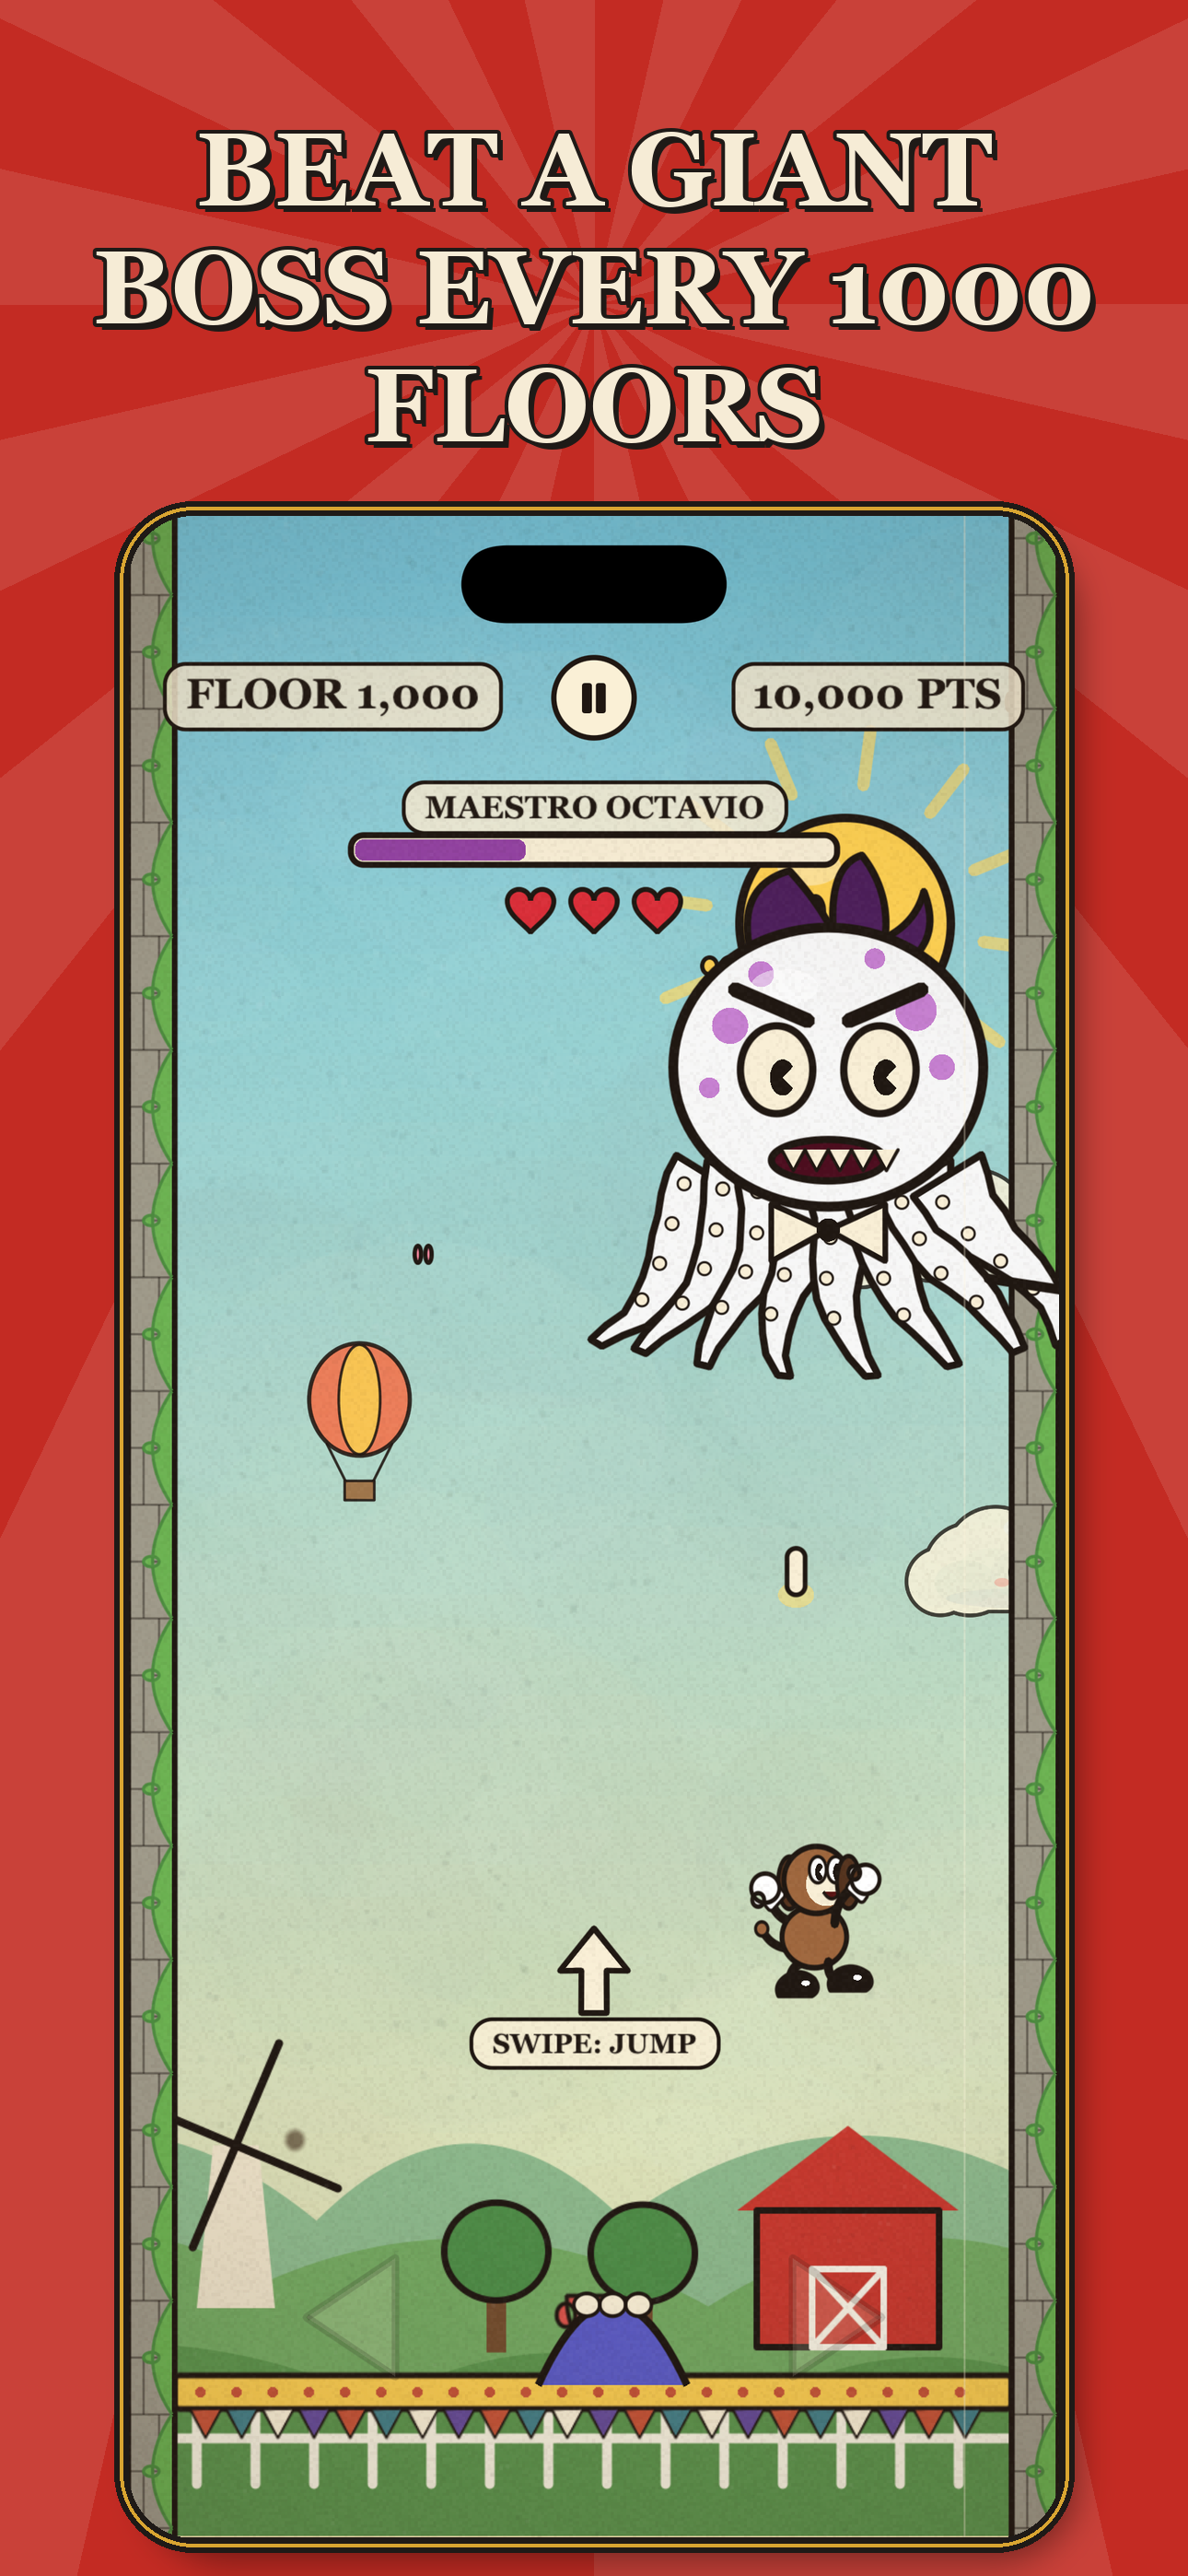 BEAT A GIANT
BOSS EVERY 1000
FLOORS
FLOOR 1,000
10,000 PTS
MAESTRO OCTAVIO
SWIPE: JUMP